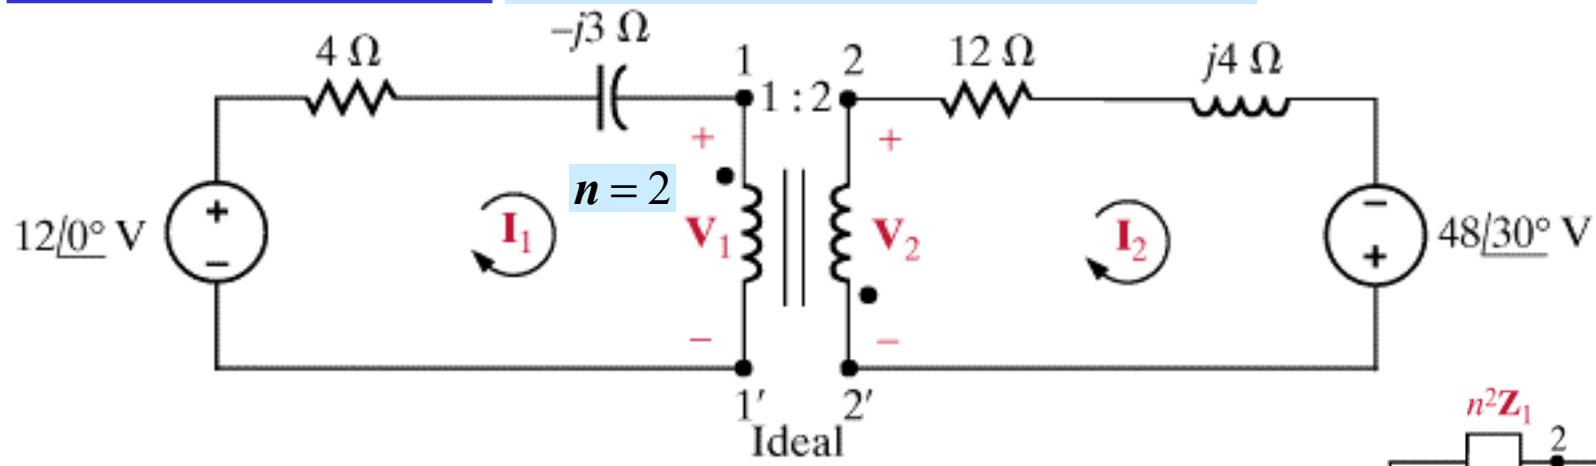 4 Ω
–j3 Ω
1
2
12 Ω
j4 Ω
1 : 2
+
+
n = 2
12/0° V
+
–
I₁
V₁
V₂
I₂
–
+
48/30° V
–
–
1′
2′
Ideal
n²Z₁
2